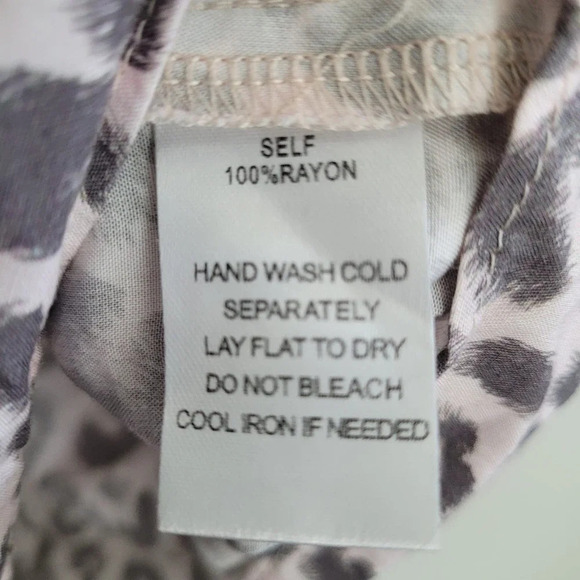 SELF
100%RAYON
HAND WASH COLD
SEPARATELY
LAY FLAT TO DRY
DO NOT BLEACH
COOL IRON IF NEEDED